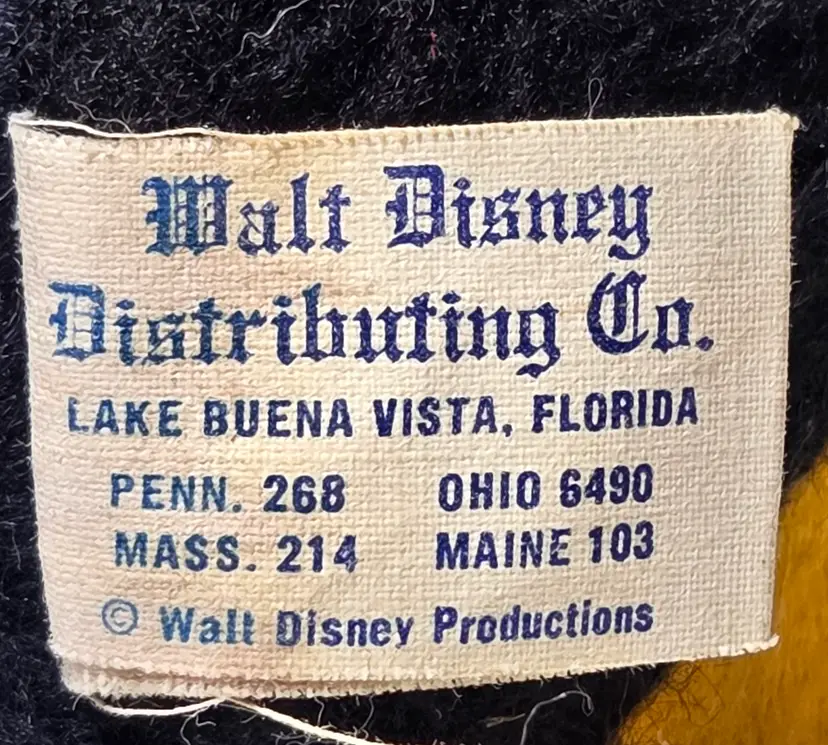 Walt Disney
Distributing Co.
LAKE BUENA VISTA, FLORIDA
PENN. 268 OHIO 6490
MASS. 214 MAINE 103
© Walt Disney Productions